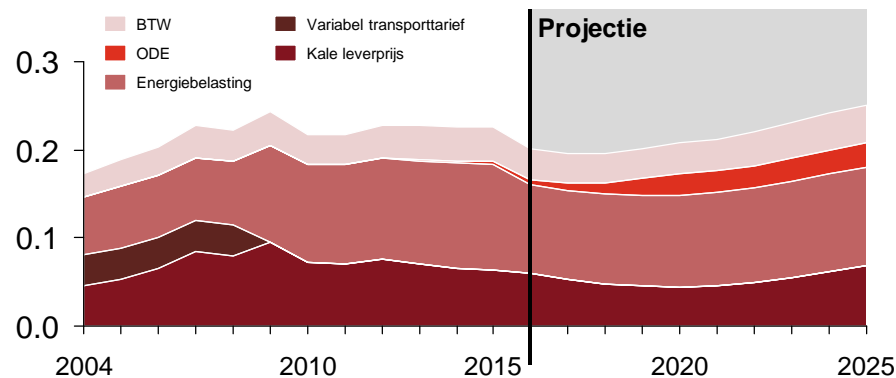 BTW
ODE
Energiebelasting
Variabel transporttarief
Kale leverprijs
Projectie
0.3
0.2
0.1
0.0
2004 2010 2015 2020 2025